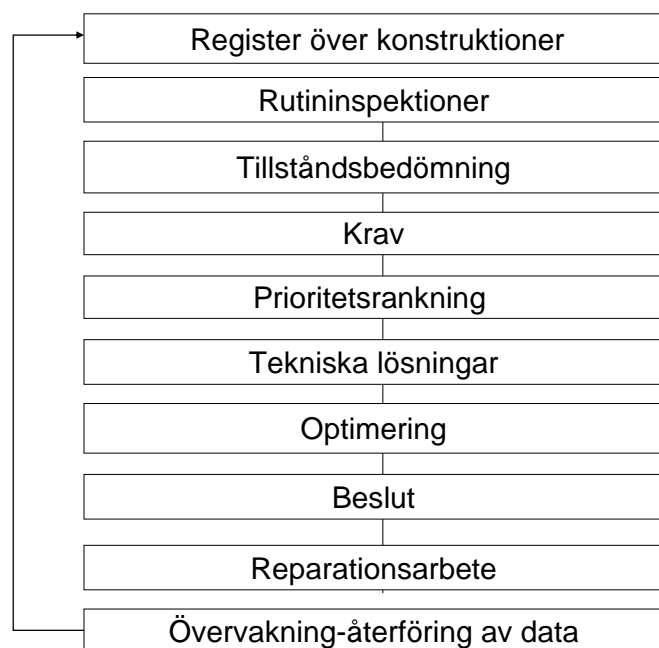 Register över konstruktioner
Rutininspektioner
Tillståndsbedömning
Krav
Prioritetsrankning
Tekniska lösningar
Optimering
Beslut
Reparationsarbete
Övervakning-återföring av data